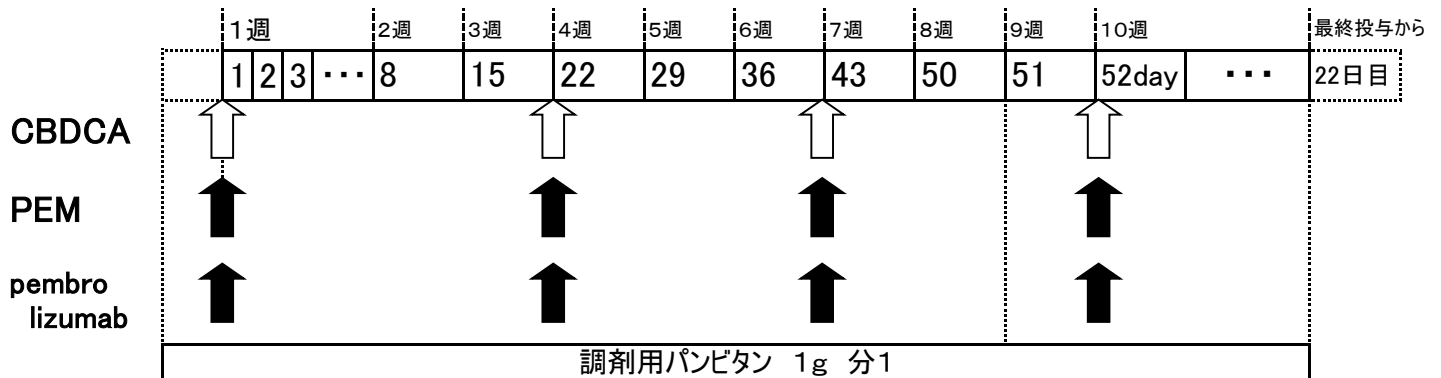 1週 2週 3週 4週 5週 6週 7週 8週 9週 10週 最終投与から
1 2 3 ・・・ 8 15 22 29 36 43 50 51 52day ・・・ 22日目
CBDCA
PEM
pembro
lizumab
調剤用パンビタン 1g 分1